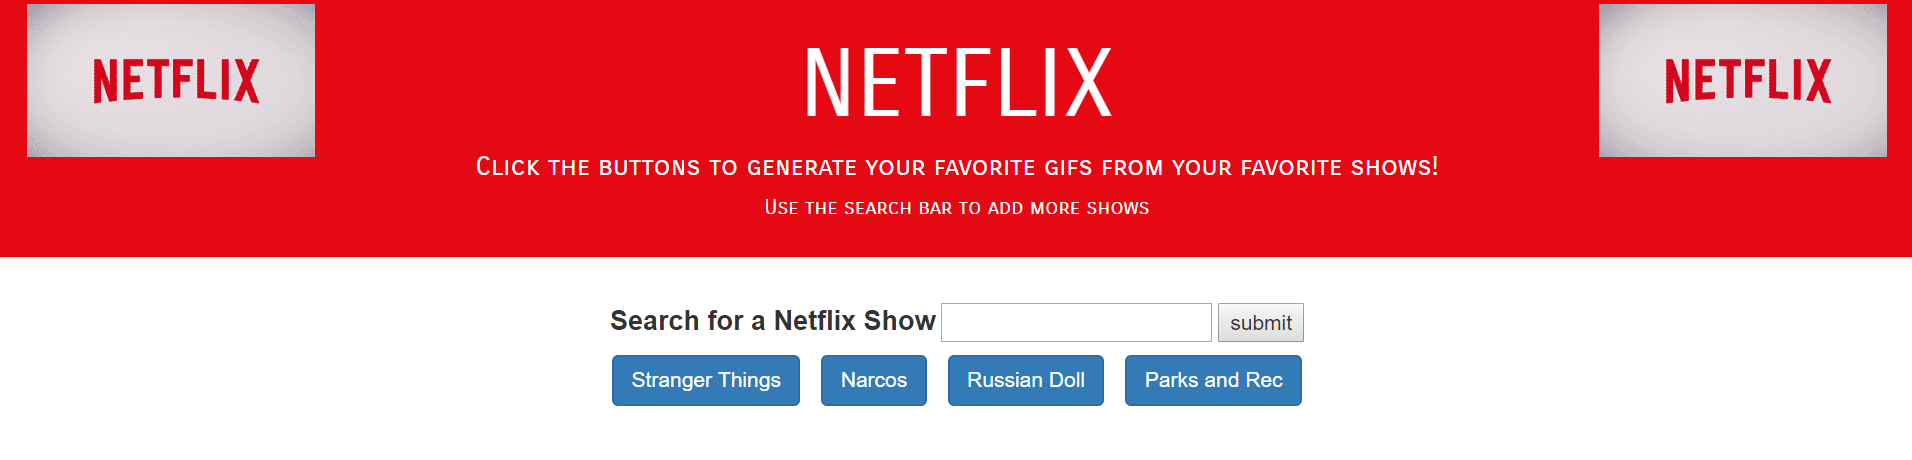 NETFLIX
NETFLIX
NETFLIX
Click the buttons to generate your favorite gifs from your favorite shows!
Use the search bar to add more shows
Search for a Netflix Show submit
Stranger Things Narcos Russian Doll Parks and Rec